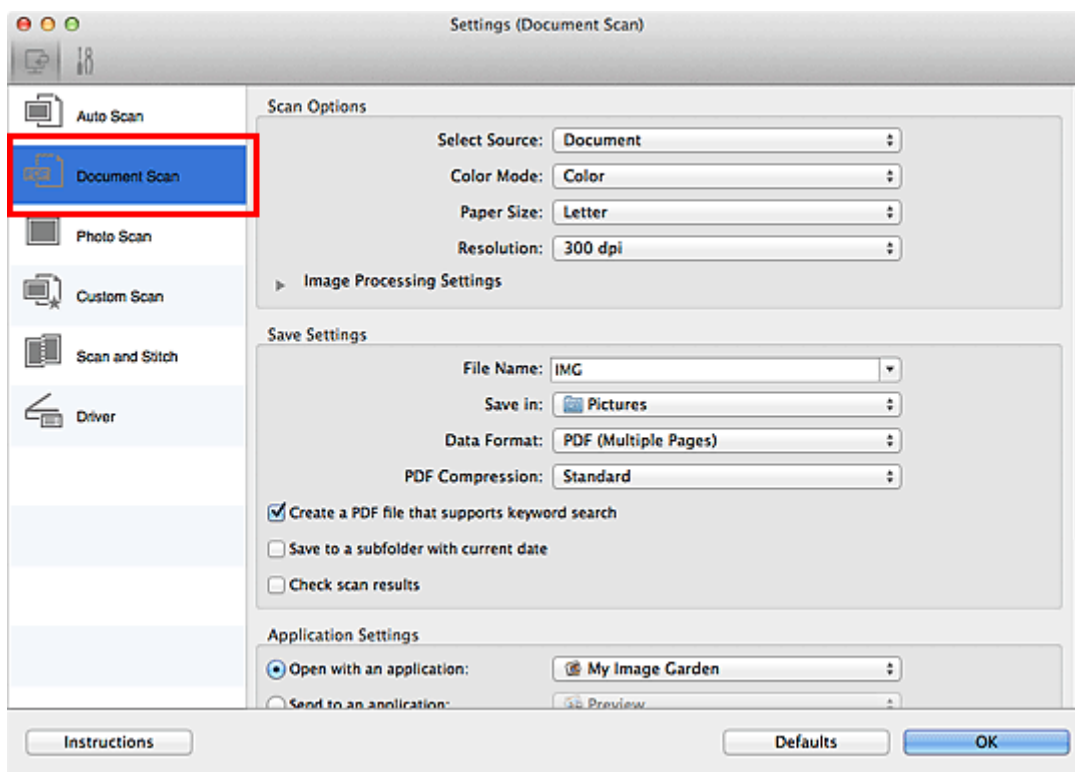 Settings (Document Scan)
Auto Scan
PDF
Document Scan
Photo Scan
Custom Scan
Scan and Stitch
Driver
Scan Options
Select Source: Document
Color Mode: Color
Paper Size: Letter
Resolution: 300 dpi
Image Processing Settings
Save Settings
File Name: IMG
Save in: Pictures
Data Format: PDF (Multiple Pages)
PDF Compression: Standard
Create a PDF file that supports keyword search
Save to a subfolder with current date
Check scan results
Application Settings
Open with an application: My Image Garden
Send to an application: Preview
Instructions
Defaults
OK